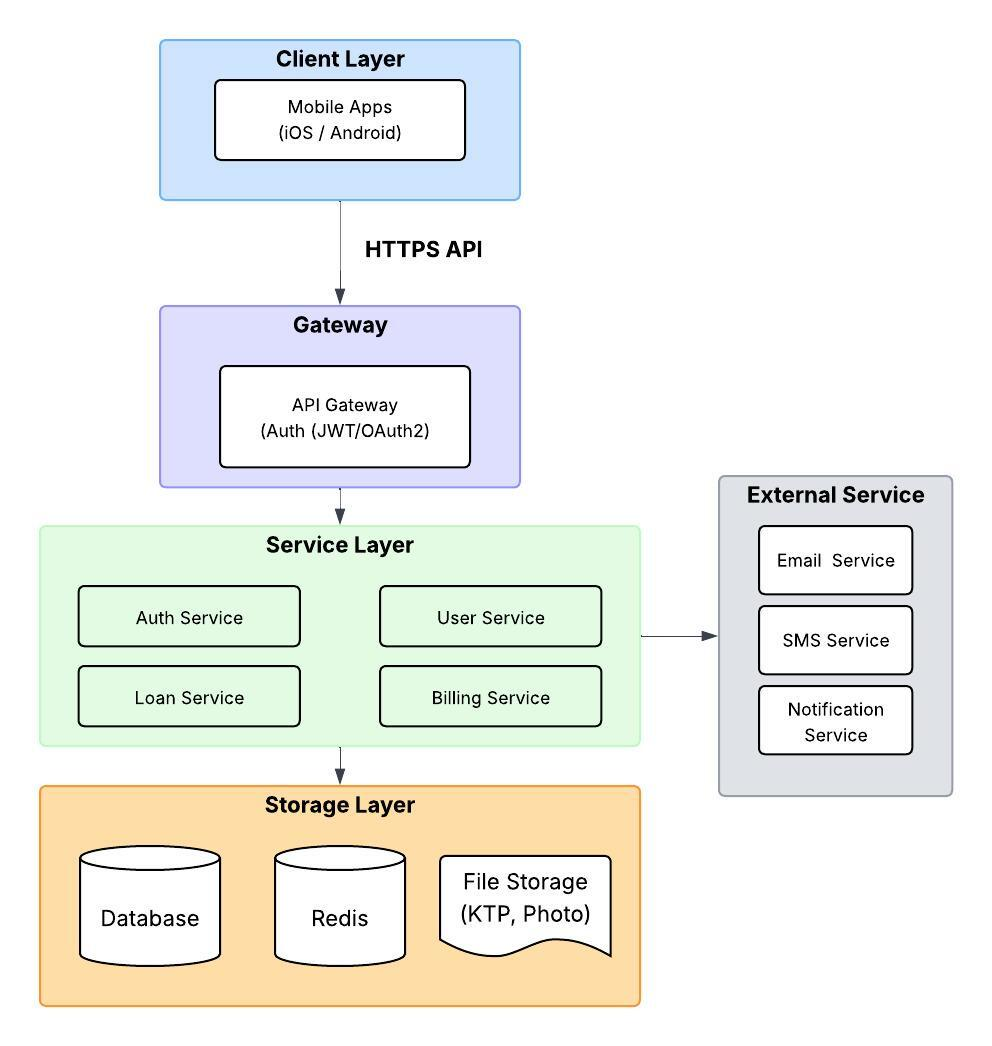 Client Layer
Mobile Apps
(iOS / Android)
HTTPS API
Gateway
API Gateway
(Auth (JWT/OAuth2)
Service Layer
Auth Service
User Service
Loan Service
Billing Service
External Service
Email  Service
SMS Service
Notification
Service
Storage Layer
Database
Redis
File Storage
(KTP, Photo)